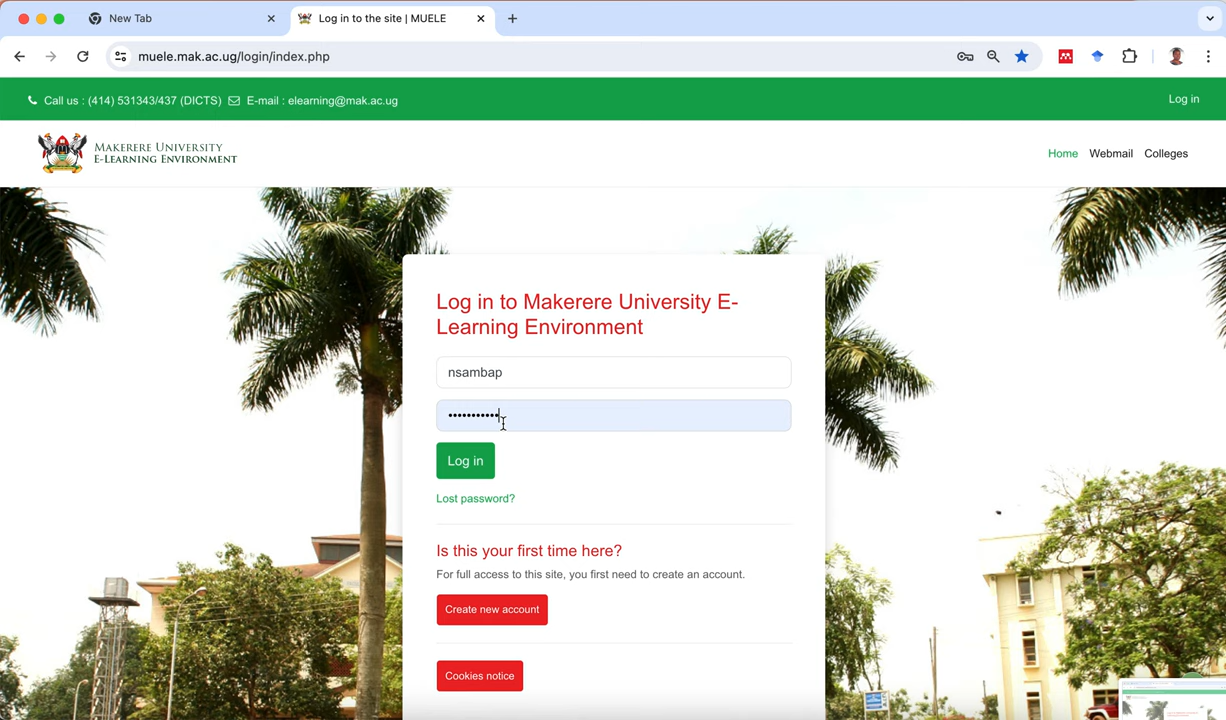 New Tab
Log in to the site | MUELE
muele.mak.ac.ug/login/index.php
Call us : (414) 531343/437 (DICTS) E-mail : elearning@mak.ac.ug
Log in
MAKERERE UNIVERSITY
E-LEARNING ENVIRONMENT
Home Webmail Colleges
Log in to Makerere University E-
Learning Environment
nsambap
•••••••••••
Log in
Lost password?
Is this your first time here?
For full access to this site, you first need to create an account.
Create new account
Cookies notice